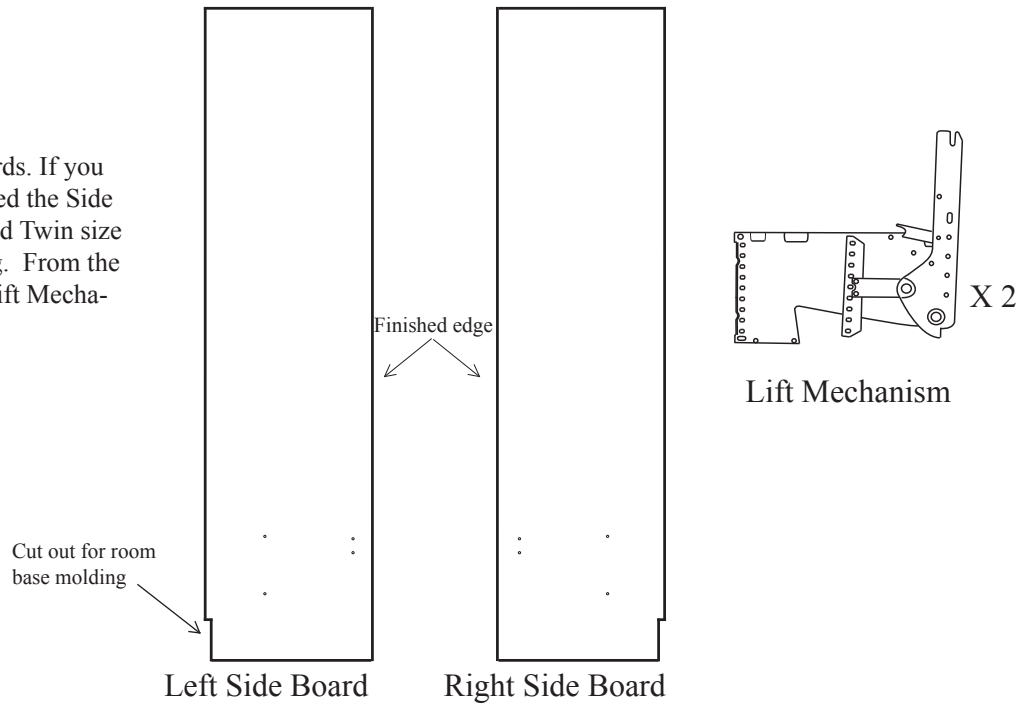 rds. If you
ed the Side
d Twin size
g. From the
ift Mecha-
Finished edge
X 2
Lift Mechanism
Cut out for room
base molding
Left Side Board
Right Side Board